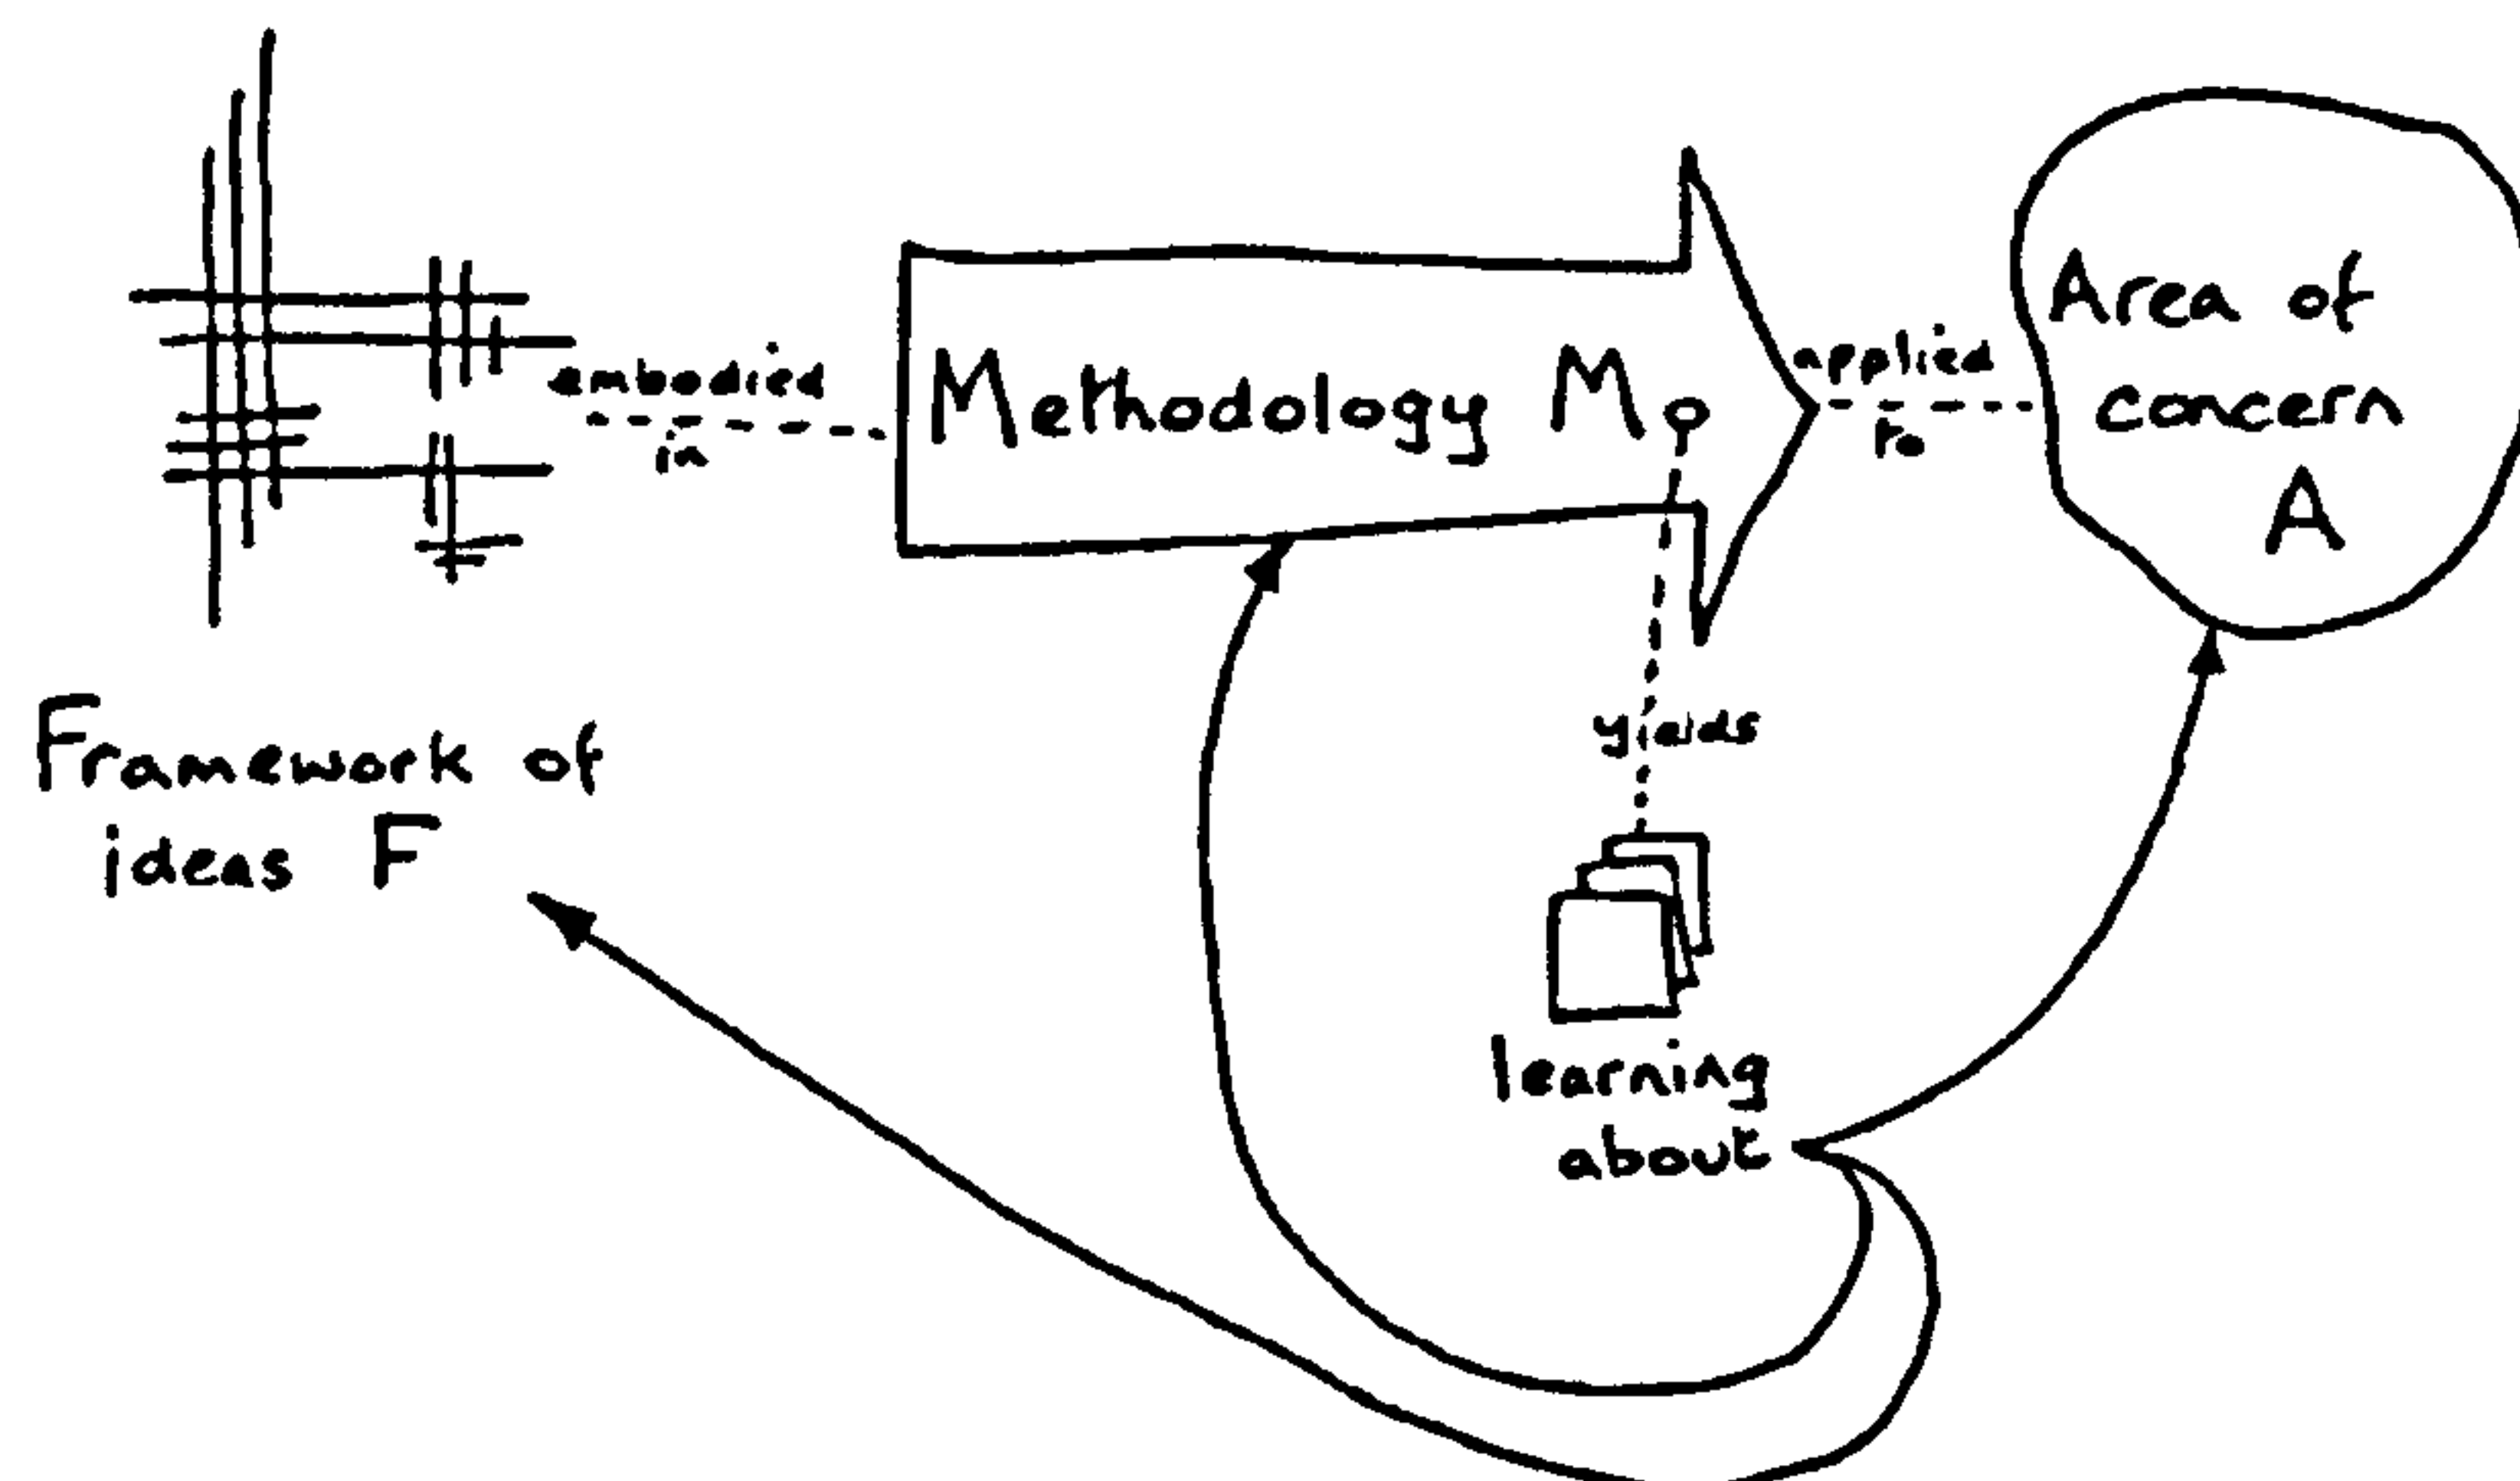 embodied
in
Methodology M
applied
to
Area of
concern
A
Framework of
ideas F
yields
learning
about